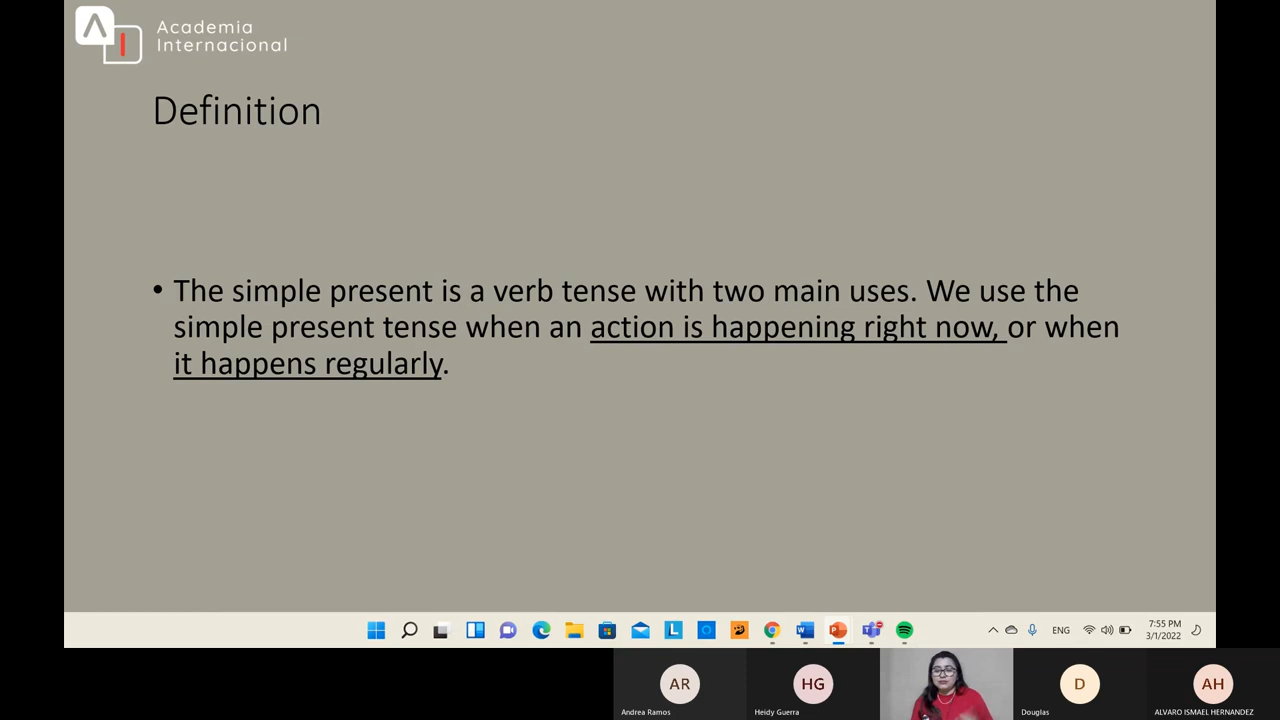 Academia
Internacional
Definition
• The simple present is a verb tense with two main uses. We use the
simple present tense when an action is happening right now, or when
it happens regularly.
ENG
7:55 PM
3/1/2022
AR
HG
D
AH
Andrea Ramos
Heidy Guerra
Douglas
ALVARO ISMAEL HERNANDEZ